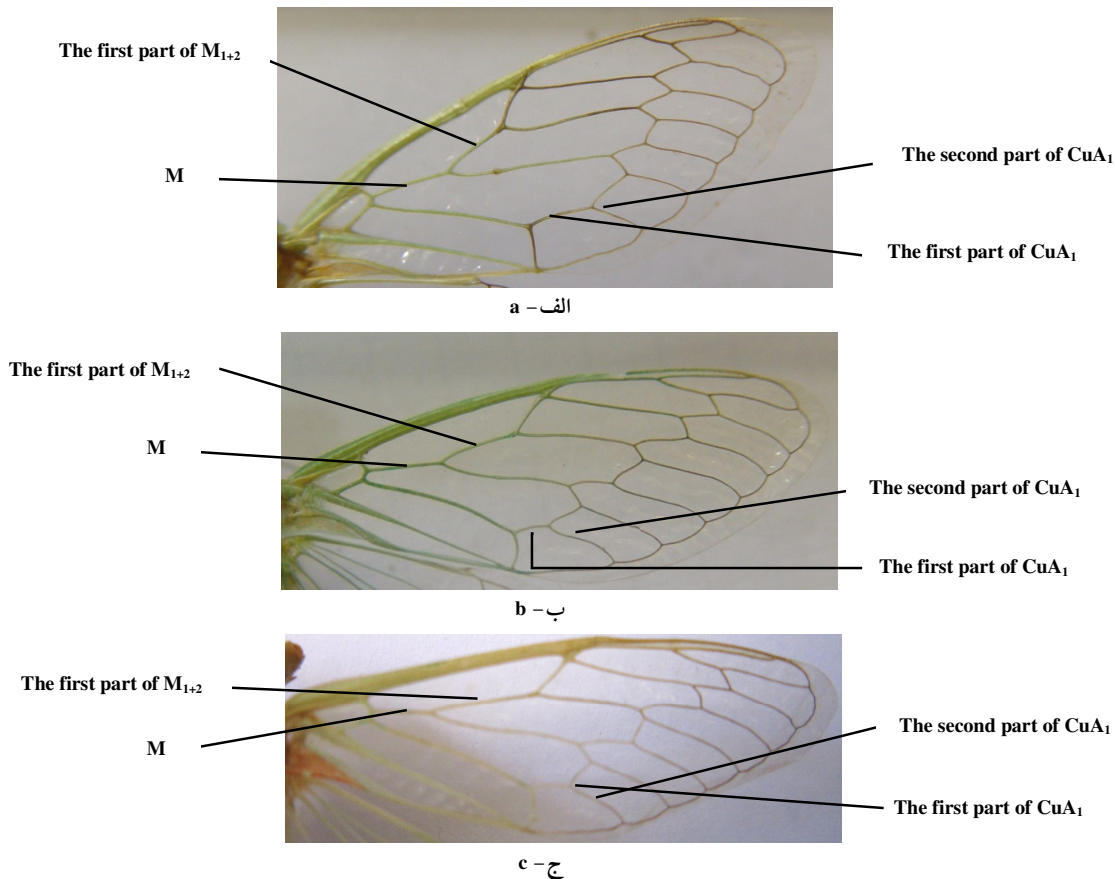 The first part of M₁₊₂
M
The second part of CuA₁
The first part of CuA₁
الف - a
The first part of M₁₊₂
M
The second part of CuA₁
The first part of CuA₁
ب - b
The first part of M₁₊₂
M
The second part of CuA₁
The first part of CuA₁
ج - c